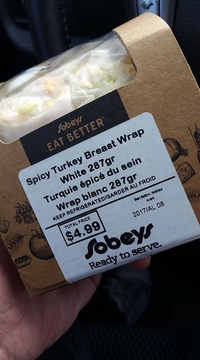 Sobeys
EAT BETTER
Spicy Turkey Breast Wrap
White 287gr
Turquie épicé du sein
Wrap blanc 287gr
KEEP REFRIGERATED/GARDER AU FROID
TOTAL PRICE
$4.99
2017/AL 08
Sobeys
Ready to serve.